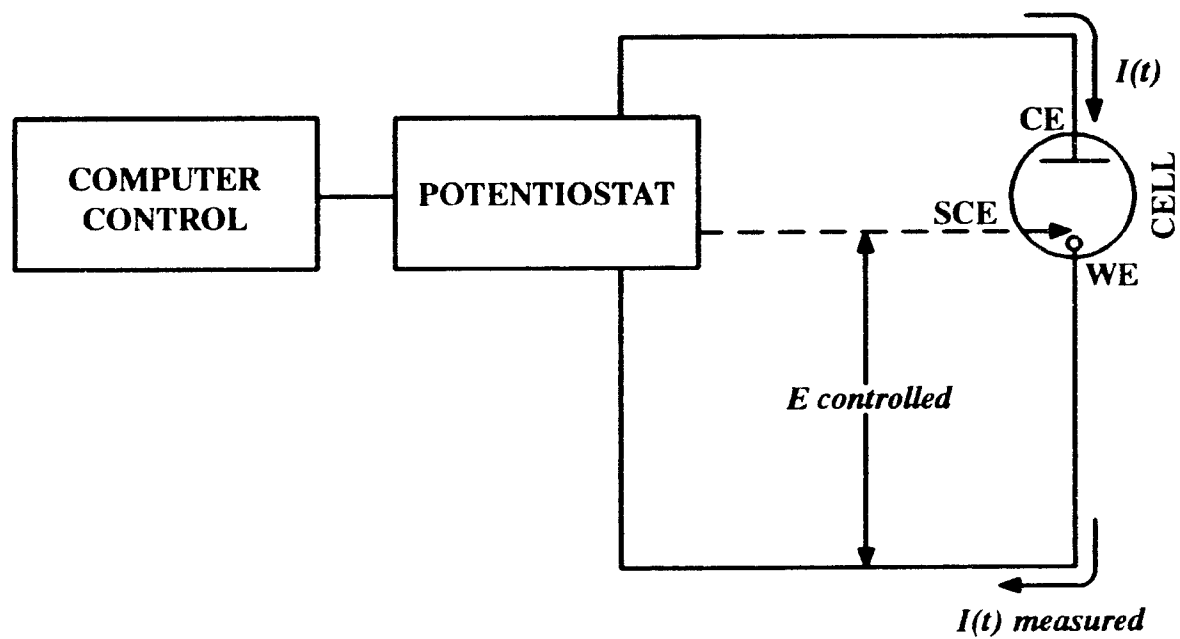 I(t)
CE
COMPUTER
CONTROL
POTENTIOSTAT
SCE
CELL
WE
E controlled
I(t) measured